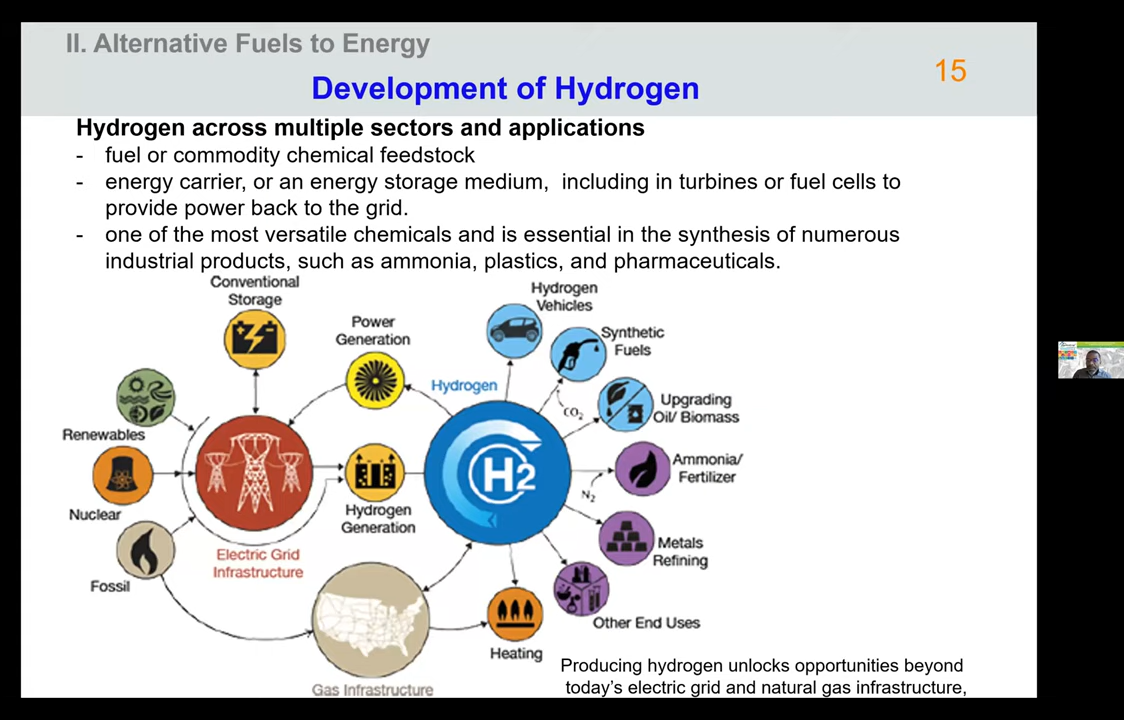 II. Alternative Fuels to Energy
15
Development of Hydrogen
Hydrogen across multiple sectors and applications
- fuel or commodity chemical feedstock
- energy carrier, or an energy storage medium, including in turbines or fuel cells to
provide power back to the grid.
- one of the most versatile chemicals and is essential in the synthesis of numerous
industrial products, such as ammonia, plastics, and pharmaceuticals.
Conventional
Storage
Power
Generation
Hydrogen
Vehicles
Synthetic
Fuels
Hydrogen
CO2
Upgrading
Oil/ Biomass
Renewables
H2
Ammonia/
Fertilizer
N2
Nuclear
Hydrogen
Generation
Metals
Refining
Electric Grid
Infrastructure
Fossil
Other End Uses
Heating
Gas Infrastructure
Producing hydrogen unlocks opportunities beyond
today's electric grid and natural gas infrastructure,